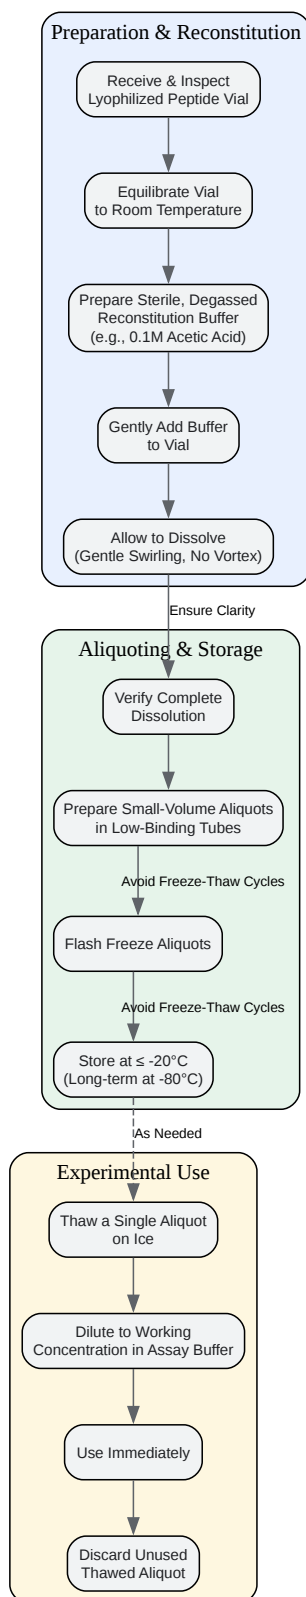 Preparation & Reconstitution
Receive & Inspect
Lyophilized Peptide Vial
Equilibrate Vial
to Room Temperature
Prepare Sterile, Degassed
Reconstitution Buffer
(e.g., 0.1M Acetic Acid)
Gently Add Buffer
to Vial
Allow to Dissolve
(Gentle Swirling, No Vortex)
Ensure Clarity
Aliquoting & Storage
Verify Complete
Dissolution
Prepare Small-Volume Aliquots
in Low-Binding Tubes
Avoid Freeze-Thaw Cycles
Flash Freeze Aliquots
Avoid Freeze-Thaw Cycles
Store at ≤ -20°C
(Long-term at -80°C)
As Needed
Experimental Use
Thaw a Single Aliquot
on Ice
Dilute to Working
Concentration in Assay Buffer
Use Immediately
Discard Unused
Thawed Aliquot